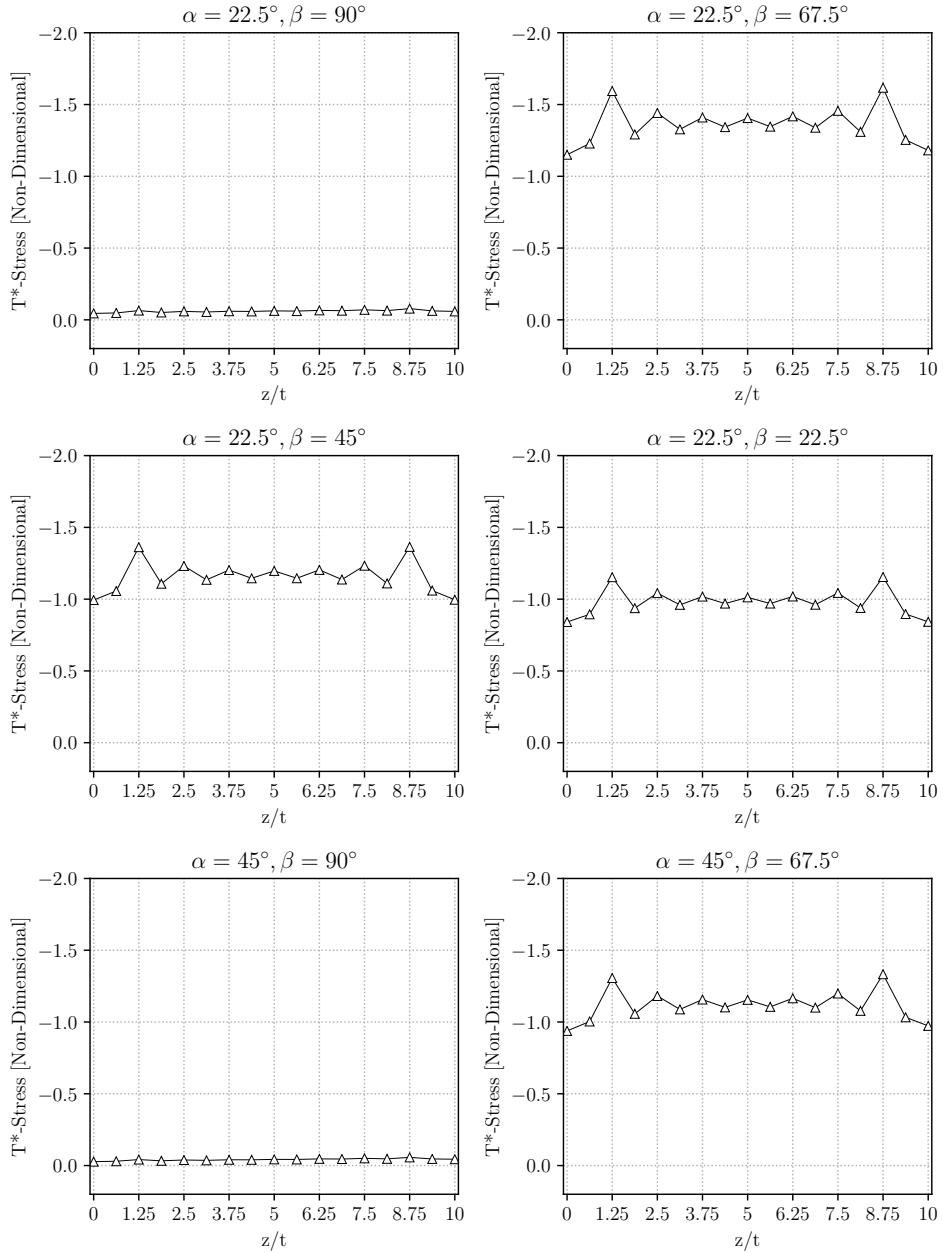 α = 22.5°, β = 90°
T*-Stress [Non-Dimensional]
−2.0
−1.5
−1.0
−0.5
0.0
0 1.25 2.5 3.75 5 6.25 7.5 8.75 10
z/t
α = 22.5°, β = 67.5°
T*-Stress [Non-Dimensional]
−2.0
−1.5
−1.0
−0.5
0.0
0 1.25 2.5 3.75 5 6.25 7.5 8.75 10
z/t
α = 22.5°, β = 45°
T*-Stress [Non-Dimensional]
−2.0
−1.5
−1.0
−0.5
0.0
0 1.25 2.5 3.75 5 6.25 7.5 8.75 10
z/t
α = 22.5°, β = 22.5°
T*-Stress [Non-Dimensional]
−2.0
−1.5
−1.0
−0.5
0.0
0 1.25 2.5 3.75 5 6.25 7.5 8.75 10
z/t
α = 45°, β = 90°
T*-Stress [Non-Dimensional]
−2.0
−1.5
−1.0
−0.5
0.0
0 1.25 2.5 3.75 5 6.25 7.5 8.75 10
z/t
α = 45°, β = 67.5°
T*-Stress [Non-Dimensional]
−2.0
−1.5
−1.0
−0.5
0.0
0 1.25 2.5 3.75 5 6.25 7.5 8.75 10
z/t